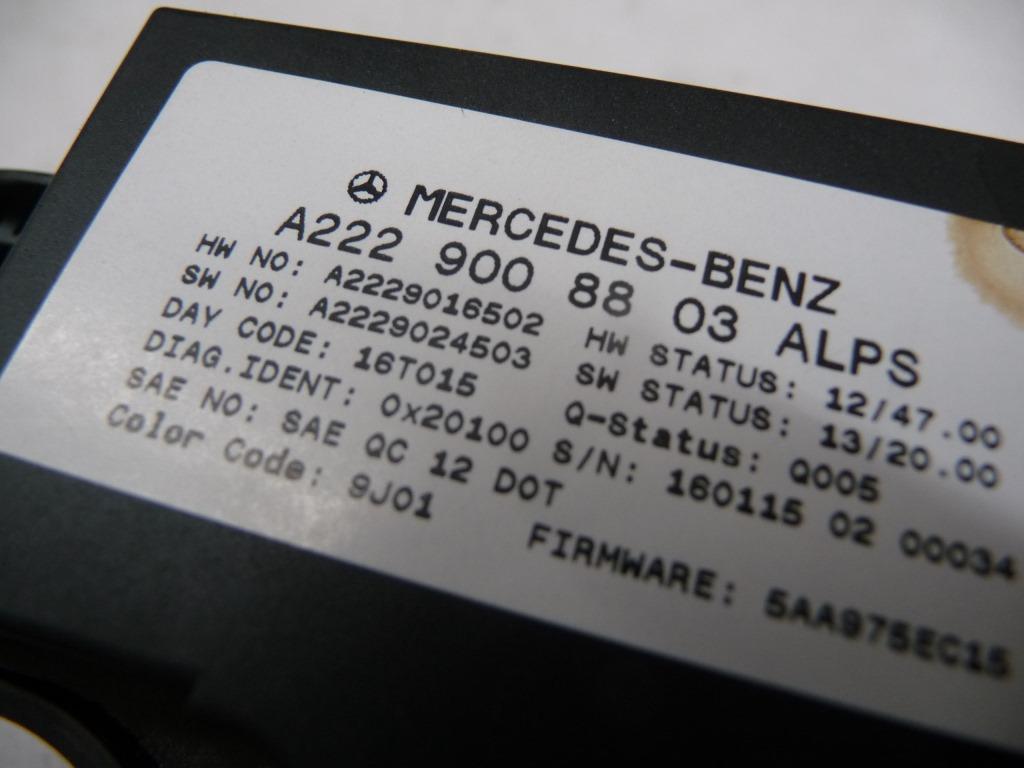 MERCEDES-BENZ
A222 900 88 03 ALPS
HW NO: A2229016502 HW STATUS: 12/47.00
SW NO: A2229024503 SW STATUS: 13/20.00
DAY CODE: 16T015 Q-Status: Q005
DIAG.IDENT: 0x20100 S/N: 160115 02 00034
SAE NO: SAE QC 12 DOT
Color Code: 9J01
FIRMWARE: 5AA975EC15